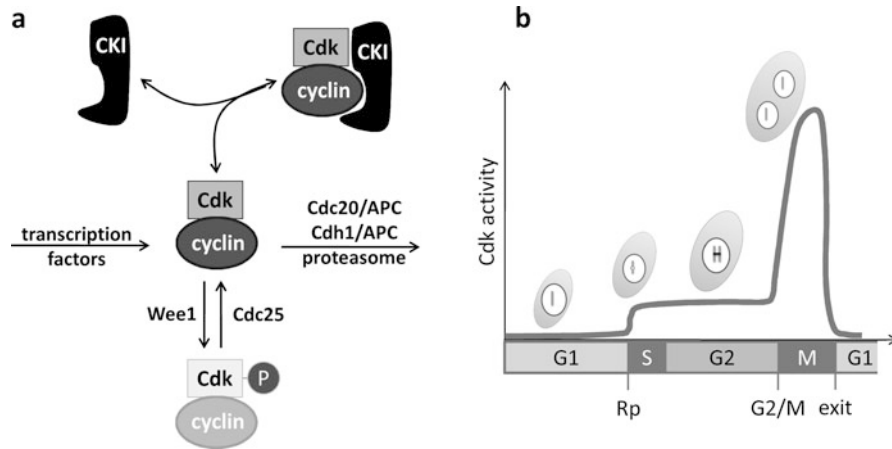 a
CKI
Cdk
CKI
cyclin
Cdk
cyclin
transcription
factors
Cdc20/APC
Cdh1/APC
proteasome
Wee1
Cdc25
Cdk
P
cyclin
b
Cdk activity
G1
S
G2
M
G1
Rp
G2/M
exit